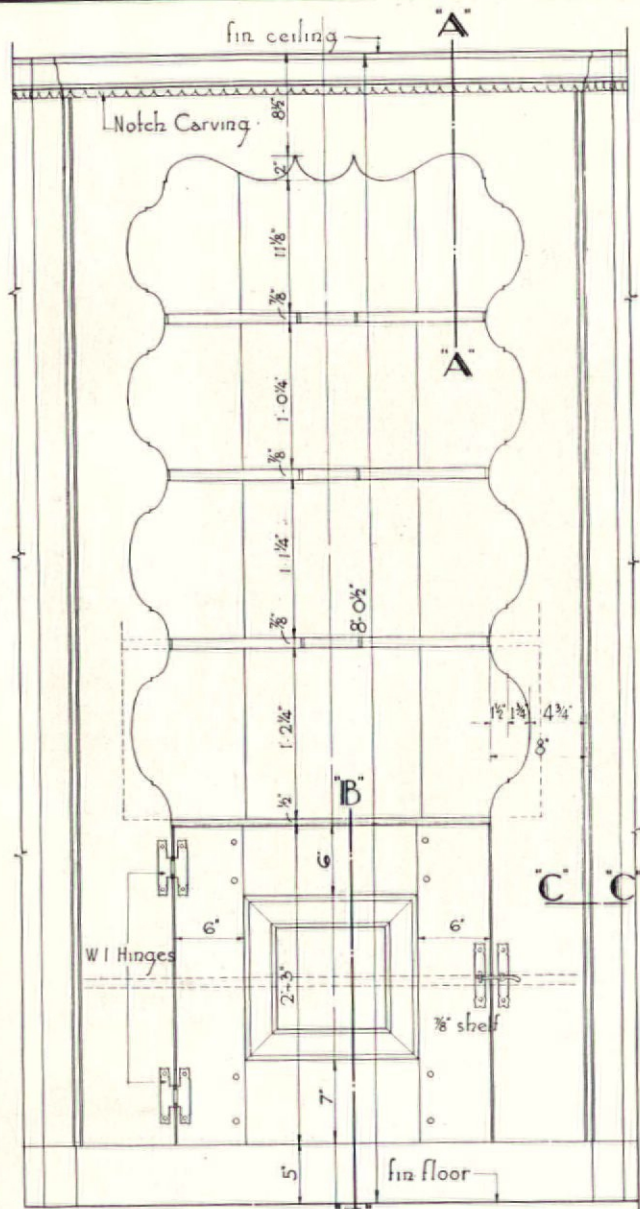 fin ceiling
"A"
8½"
Notch Carving
2"
11⅛"
⅞"
"A"
1'-0¼"
⅞"
1'-1¼"
8'-0½"
⅞"
1'-2¼"
1½" 1¾" 4¾"
8"
½"
"B"
6"
"C" "C"
6" 6"
W I Hinges
2'-3"
⅞" shelf
7"
5"
fin floor